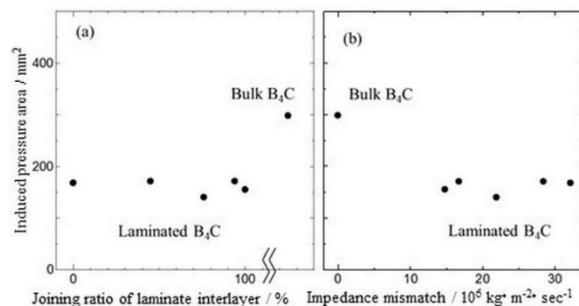 (a)
(b)
Induced pressure area / mm²
400
200
0
Bulk B₄C
Laminated B₄C
0
100
Joining ratio of laminate interlayer / %
Bulk B₄C
Laminated B₄C
0
10
20
30
Impedance mismatch / 10⁶ kg· m⁻²· sec⁻¹